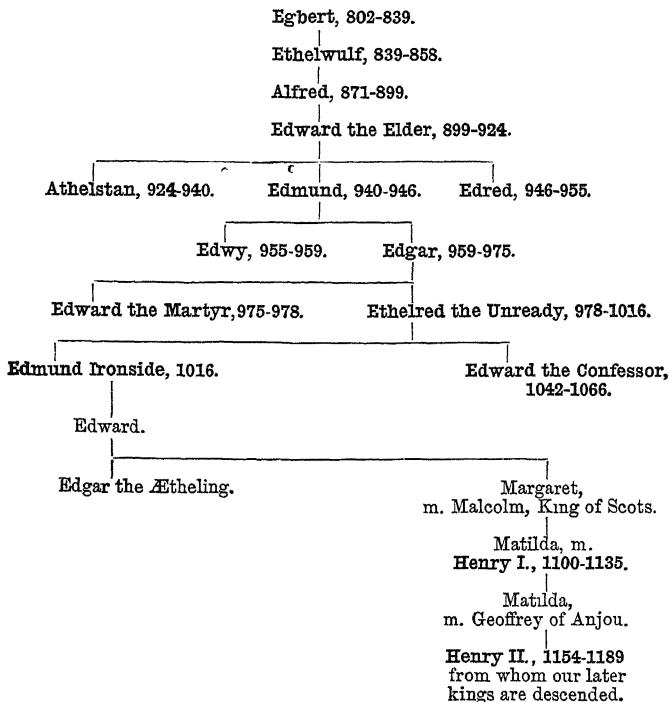 Egbert, 802-839.
Ethelwulf, 839-858.
Alfred, 871-899.
Edward the Elder, 899-924.
Athelstan, 924-940. Edmund, 940-946. Edred, 946-955.
Edwy, 955-959. Edgar, 959-975.
Edward the Martyr, 975-978. Ethelred the Unready, 978-1016.
Edmund Ironside, 1016. Edward the Confessor,
1042-1066.
Edward.
Edgar the Ætheling. Margaret,
m. Malcolm, King of Scots.
Matilda, m.
Henry I., 1100-1135.
Matilda,
m. Geoffrey of Anjou.
Henry II., 1154-1189
from whom our later
kings are descended.